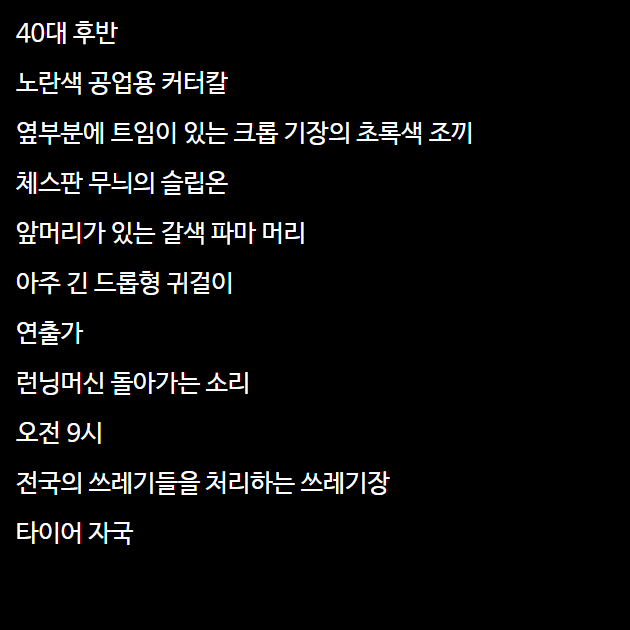 40대 후반
노란색 공업용 커터칼
옆부분에 트임이 있는 크롭 기장의 초록색 조끼
체스판 무늬의 슬립온
앞머리가 있는 갈색 파마 머리
아주 긴 드롭형 귀걸이
연출가
런닝머신 돌아가는 소리
오전 9시
전국의 쓰레기들을 처리하는 쓰레기장
타이어 자국